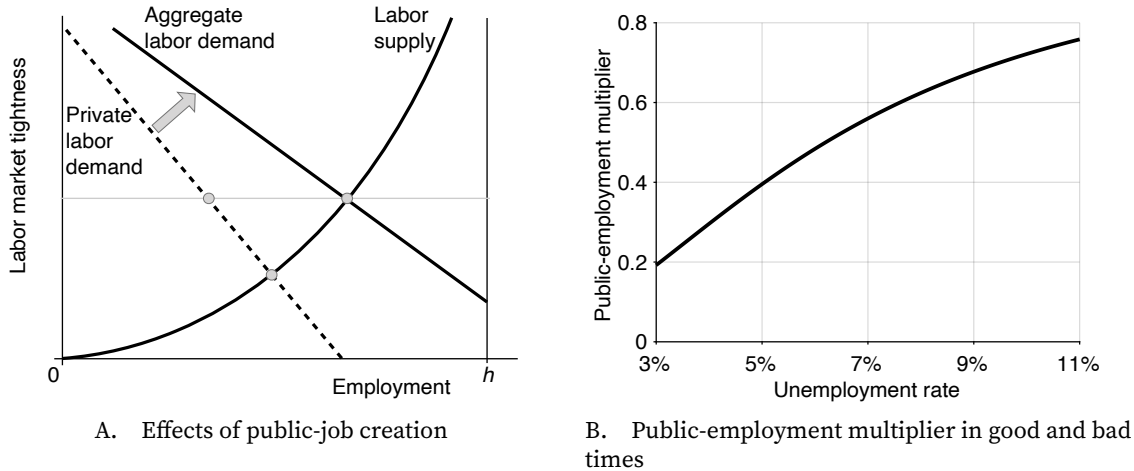 Aggregate
labor demand
Labor
supply
Private
labor
demand
Labor market tightness
0
Employment
h
A. Effects of public-job creation
0.8
0.6
0.4
0.2
0
Public-employment multiplier
3%
5%
7%
9%
11%
Unemployment rate
B. Public-employment multiplier in good and bad
times